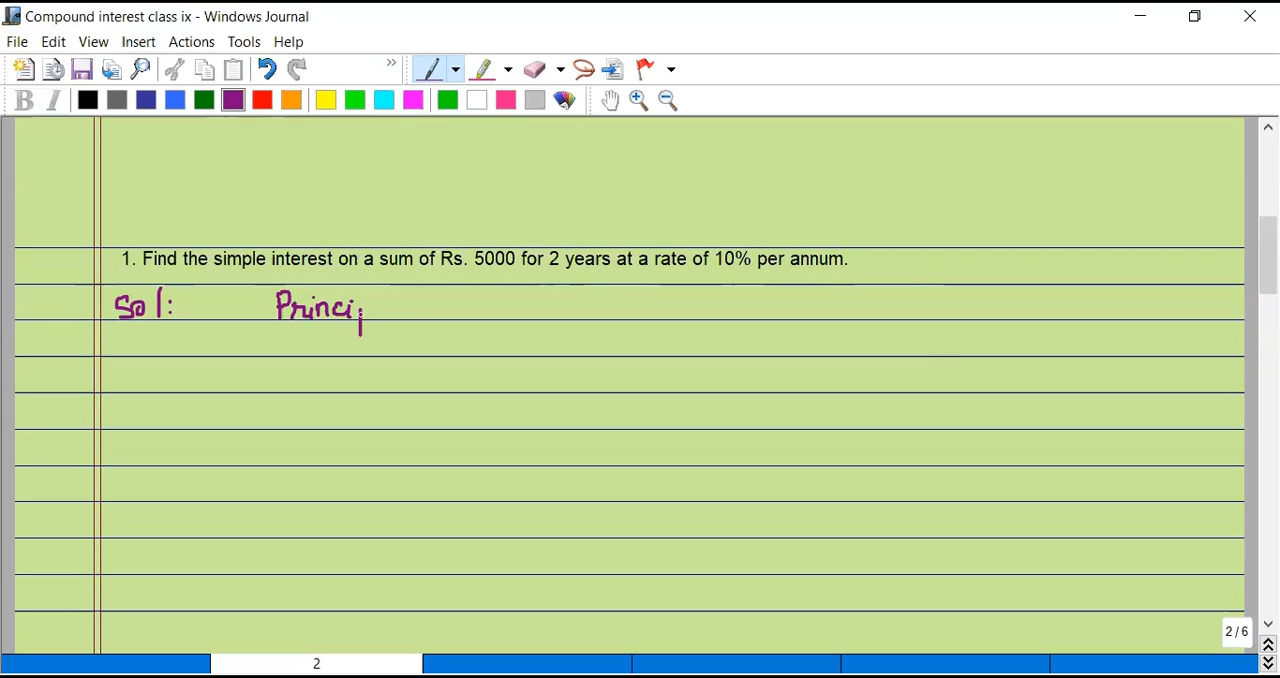 Compound interest class ix - Windows Journal
File Edit View Insert Actions Tools Help
B I
1. Find the simple interest on a sum of Rs. 5000 for 2 years at a rate of 10% per annum.
Sol: Princi
2 / 6
2